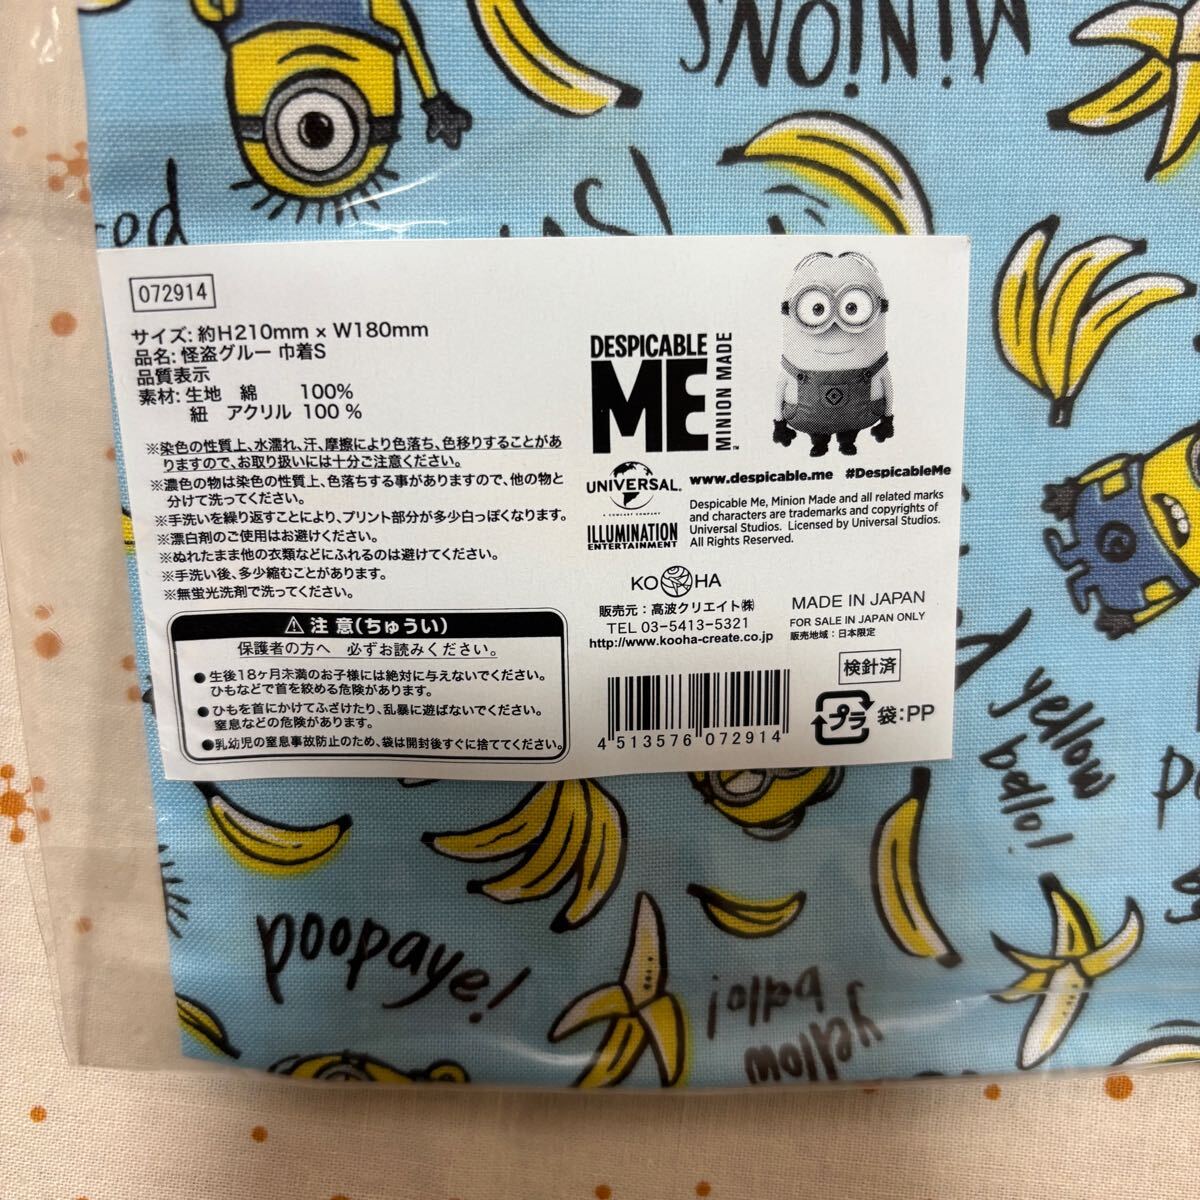 MINIONS
072914
サイズ: 約H210mm × W180mm
品名: 怪盗グルー 巾着S
品質表示
素材: 生地 綿 100%
紐 アクリル 100 %
※染色の性質上、水濡れ、汗、摩擦により色落ち、色移りすることがあ
りますので、お取り扱いには十分ご注意ください。
※濃色の物は染色の性質上、色落ちする事がありますので、他の物と
分けて洗ってください。
※手洗いを繰り返すことにより、プリント部分が多少白っぽくなります。
※漂白剤のご使用はお避けください。
※ぬれたまま他の衣類などにふれるのは避けてください。
※手洗い後、多少縮むことがあります。
※無蛍光洗剤で洗ってください。
⚠ 注 意(ちゅうい)
保護者の方へ 必ずお読みください。
● 生後18ヶ月未満のお子様には絶対に与えないでください。
ひもなどで首を絞める危険があります。
● ひもを首にかけてふざけたり、乱暴に遊ばないでください。
窒息などの危険があります。
● 乳幼児の窒息事故防止のため、袋は開封後すぐに捨ててください。
DESPICABLE
ME
MINION MADE
™
UNIVERSAL
A COMCAST COMPANY
ILLUMINATION
ENTERTAINMENT
www.despicable.me #DespicableMe
Despicable Me, Minion Made and all related marks
and characters are trademarks and copyrights of
Universal Studios. Licensed by Universal Studios.
All Rights Reserved.
KOOHA
販売元 : 高波クリエイト㈱
TEL 03-5413-5321
http://www.kooha-create.co.jp
MADE IN JAPAN
FOR SALE IN JAPAN ONLY
販売地域 : 日本限定
検針済
4 513576 072914
プラ 袋:PP
yellow
bello!
poopaye!
yellow
bello!